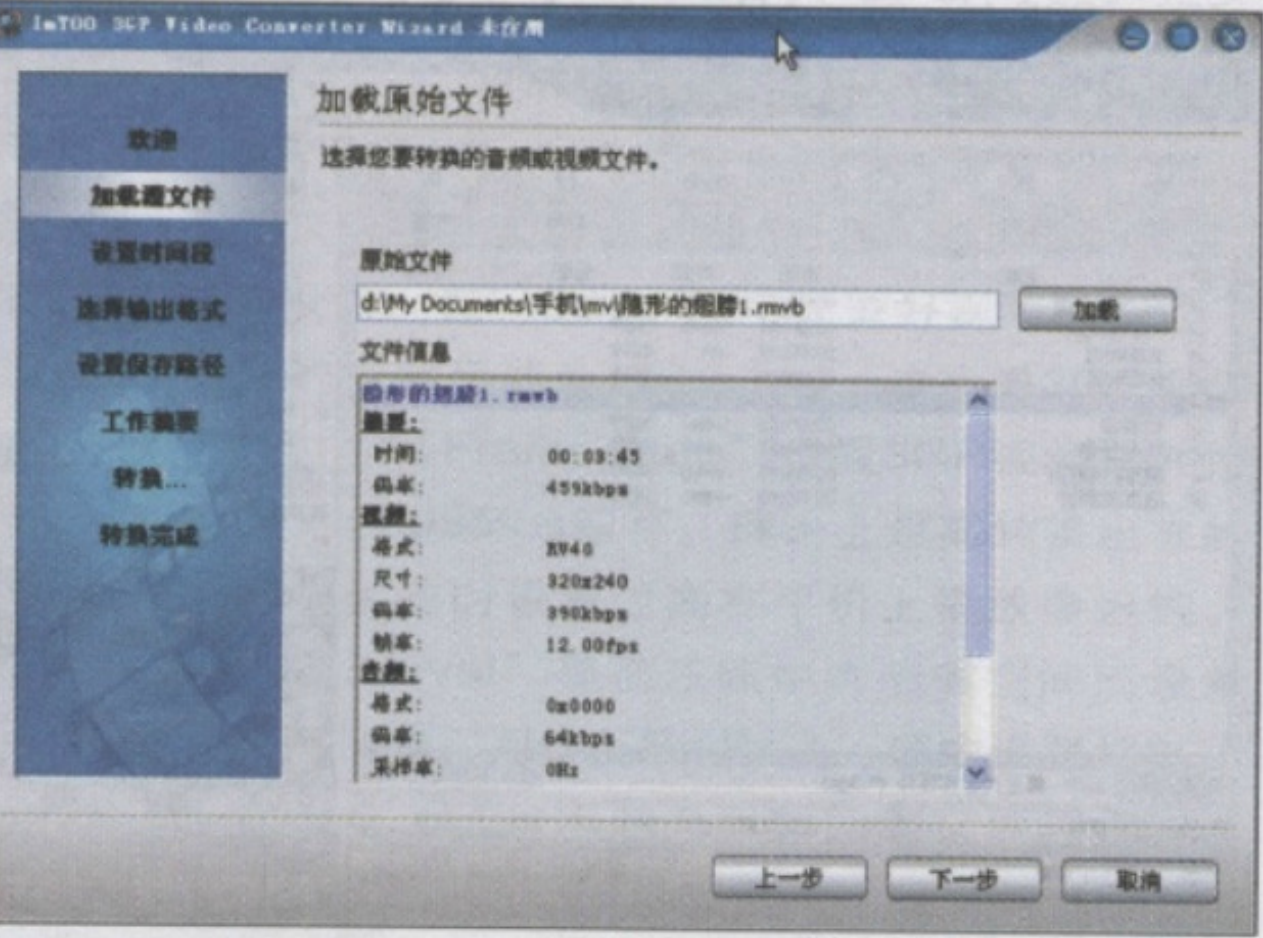 ImTOO 3GP Video Converter Wizard 未注册
加载原始文件
选择您要转换的音频或视频文件。
欢迎
加载源文件
设置时间段
选择输出格式
设置保存路径
工作摘要
转换...
转换完成
原始文件
d:\My Documents\手机\mv\隐形的翅膀1.rmvb
加载
文件信息
隐形的翅膀1.rmvb
摘要:
时间: 00:03:45
码率: 459kbps
视频:
格式: RV40
尺寸: 320x240
码率: 390kbps
帧率: 12.00fps
音频:
格式: 0x0000
码率: 64kbps
采样率: 0Hz
上一步
下一步
取消